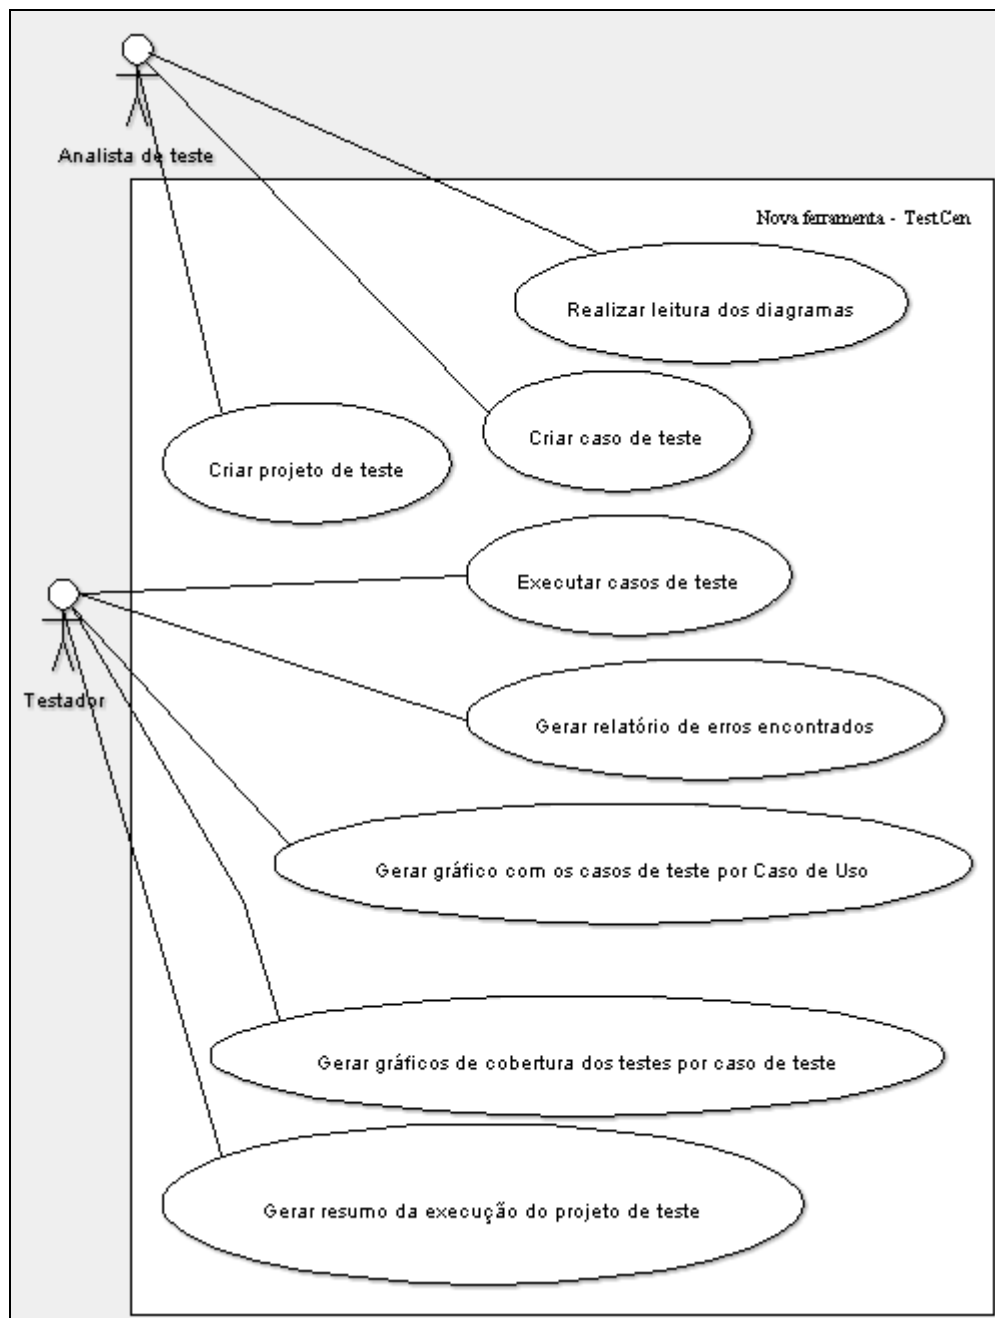 Analista de teste
Nova ferramenta - TestCen
Realizar leitura dos diagramas
Criar caso de teste
Criar projeto de teste
Executar casos de teste
Testador
Gerar relatório de erros encontrados
Gerar gráfico com os casos de teste por Caso de Uso
Gerar gráficos de cobertura dos testes por caso de teste
Gerar resumo da execução do projeto de teste